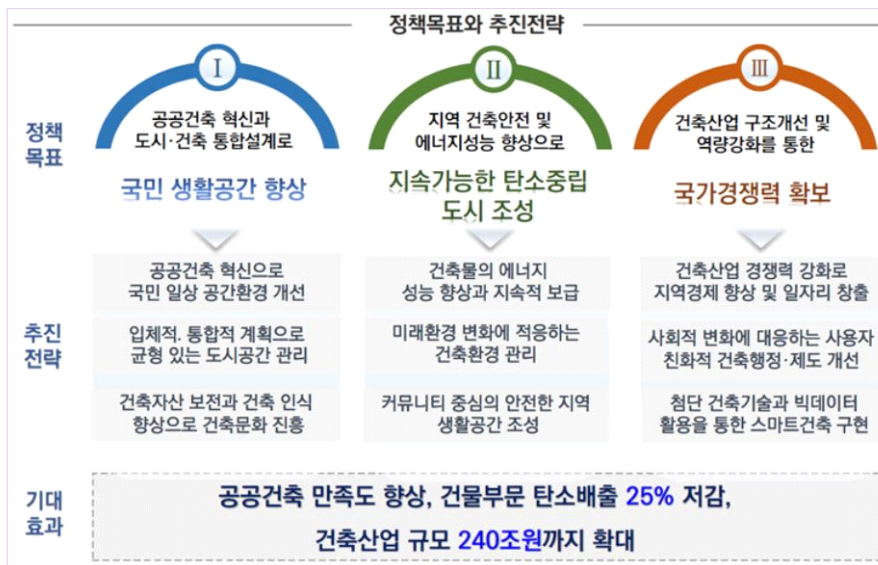 정책목표와 추진전략
정책
목표
I
공공건축 혁신과
도시·건축 통합설계로
국민 생활공간 향상
II
지역 건축안전 및
에너지성능 향상으로
지속가능한 탄소중립
도시 조성
III
건축산업 구조개선 및
역량강화를 통한
국가경쟁력 확보
추진
전략
공공건축 혁신으로
국민 일상 공간환경 개선
입체적. 통합적 계획으로
균형 있는 도시공간 관리
건축자산 보전과 건축 인식
향상으로 건축문화 진흥
건축물의 에너지
성능 향상과 지속적 보급
미래환경 변화에 적응하는
건축환경 관리
커뮤니티 중심의 안전한 지역
생활공간 조성
건축산업 경쟁력 강화로
지역경제 향상 및 일자리 창출
사회적 변화에 대응하는 사용자
친화적 건축행정·제도 개선
첨단 건축기술과 빅데이터
활용을 통한 스마트건축 구현
기대
효과
공공건축 만족도 향상, 건물부문 탄소배출 25% 저감,
건축산업 규모 240조원까지 확대